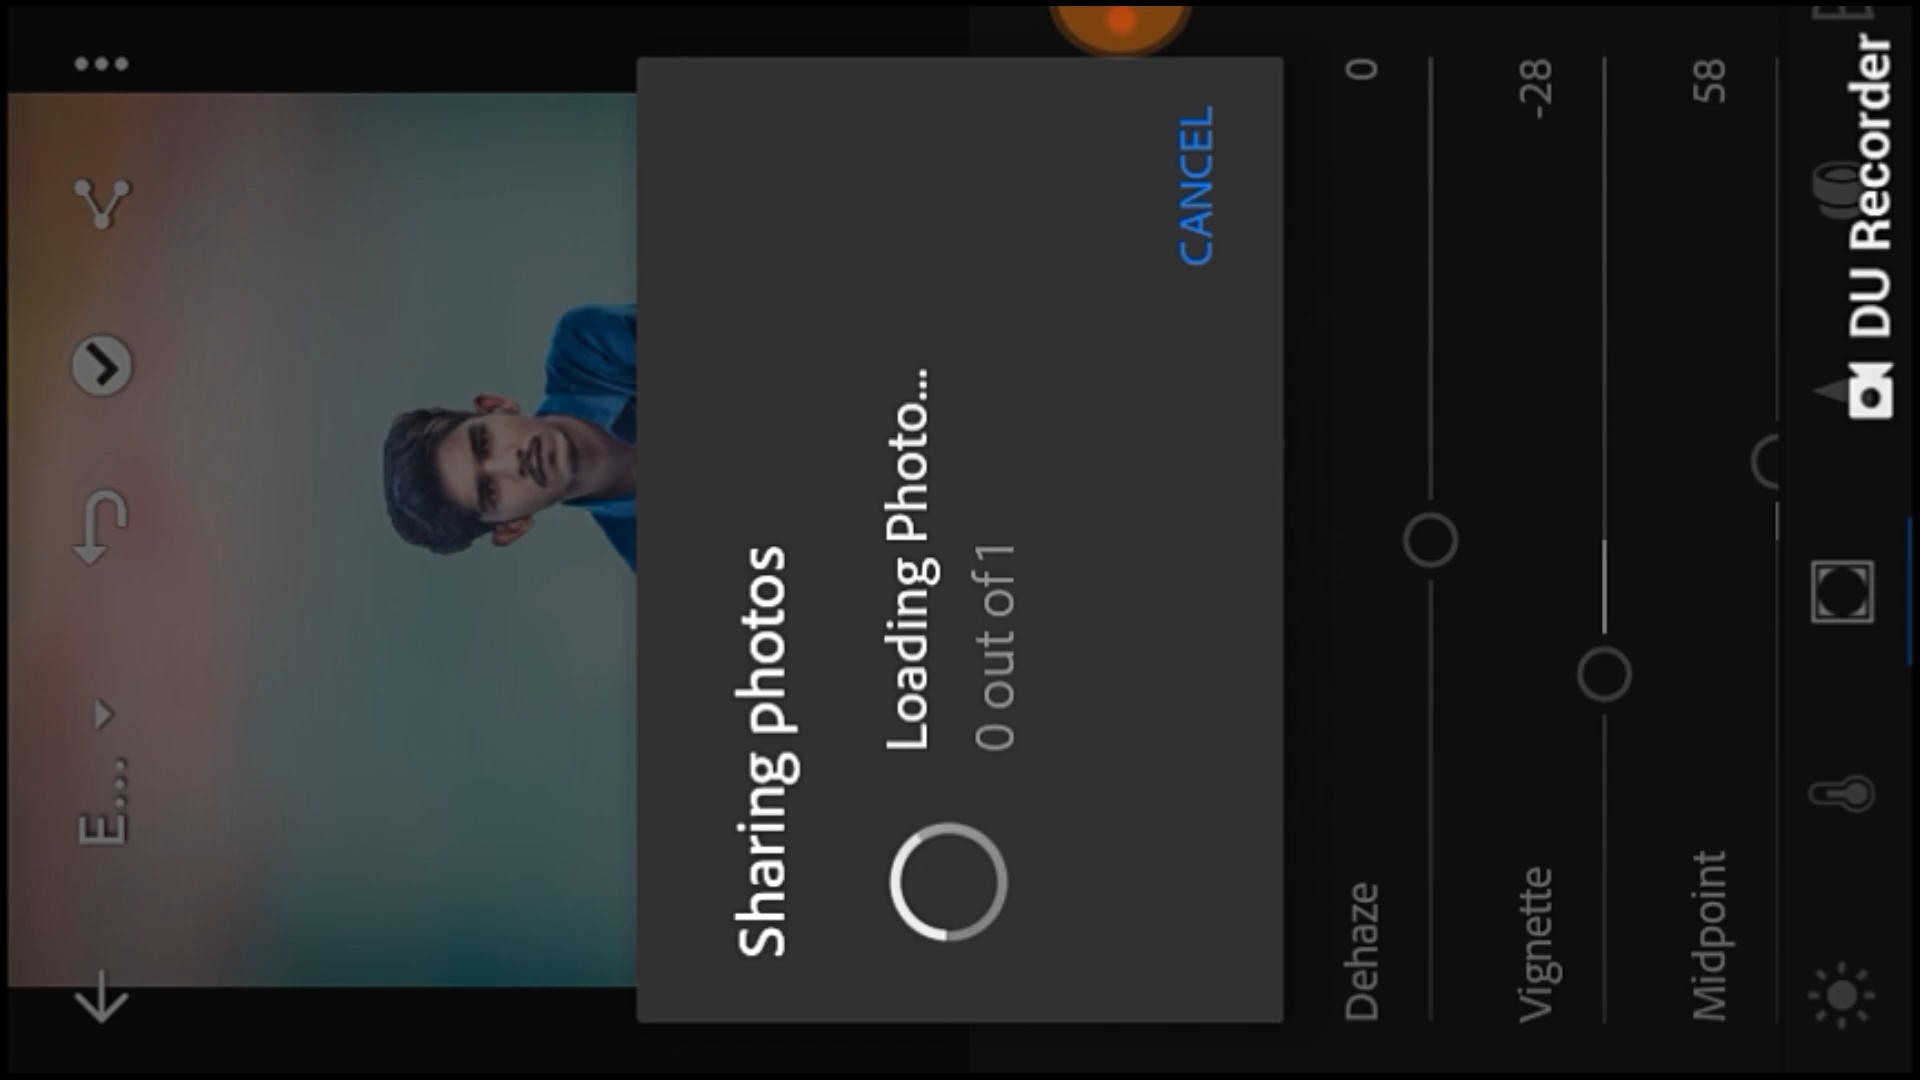 E...
Sharing photos
Loading Photo...
0 out of 1
CANCEL
Dehaze 0
Vignette -28
Midpoint 58
DU Recorder